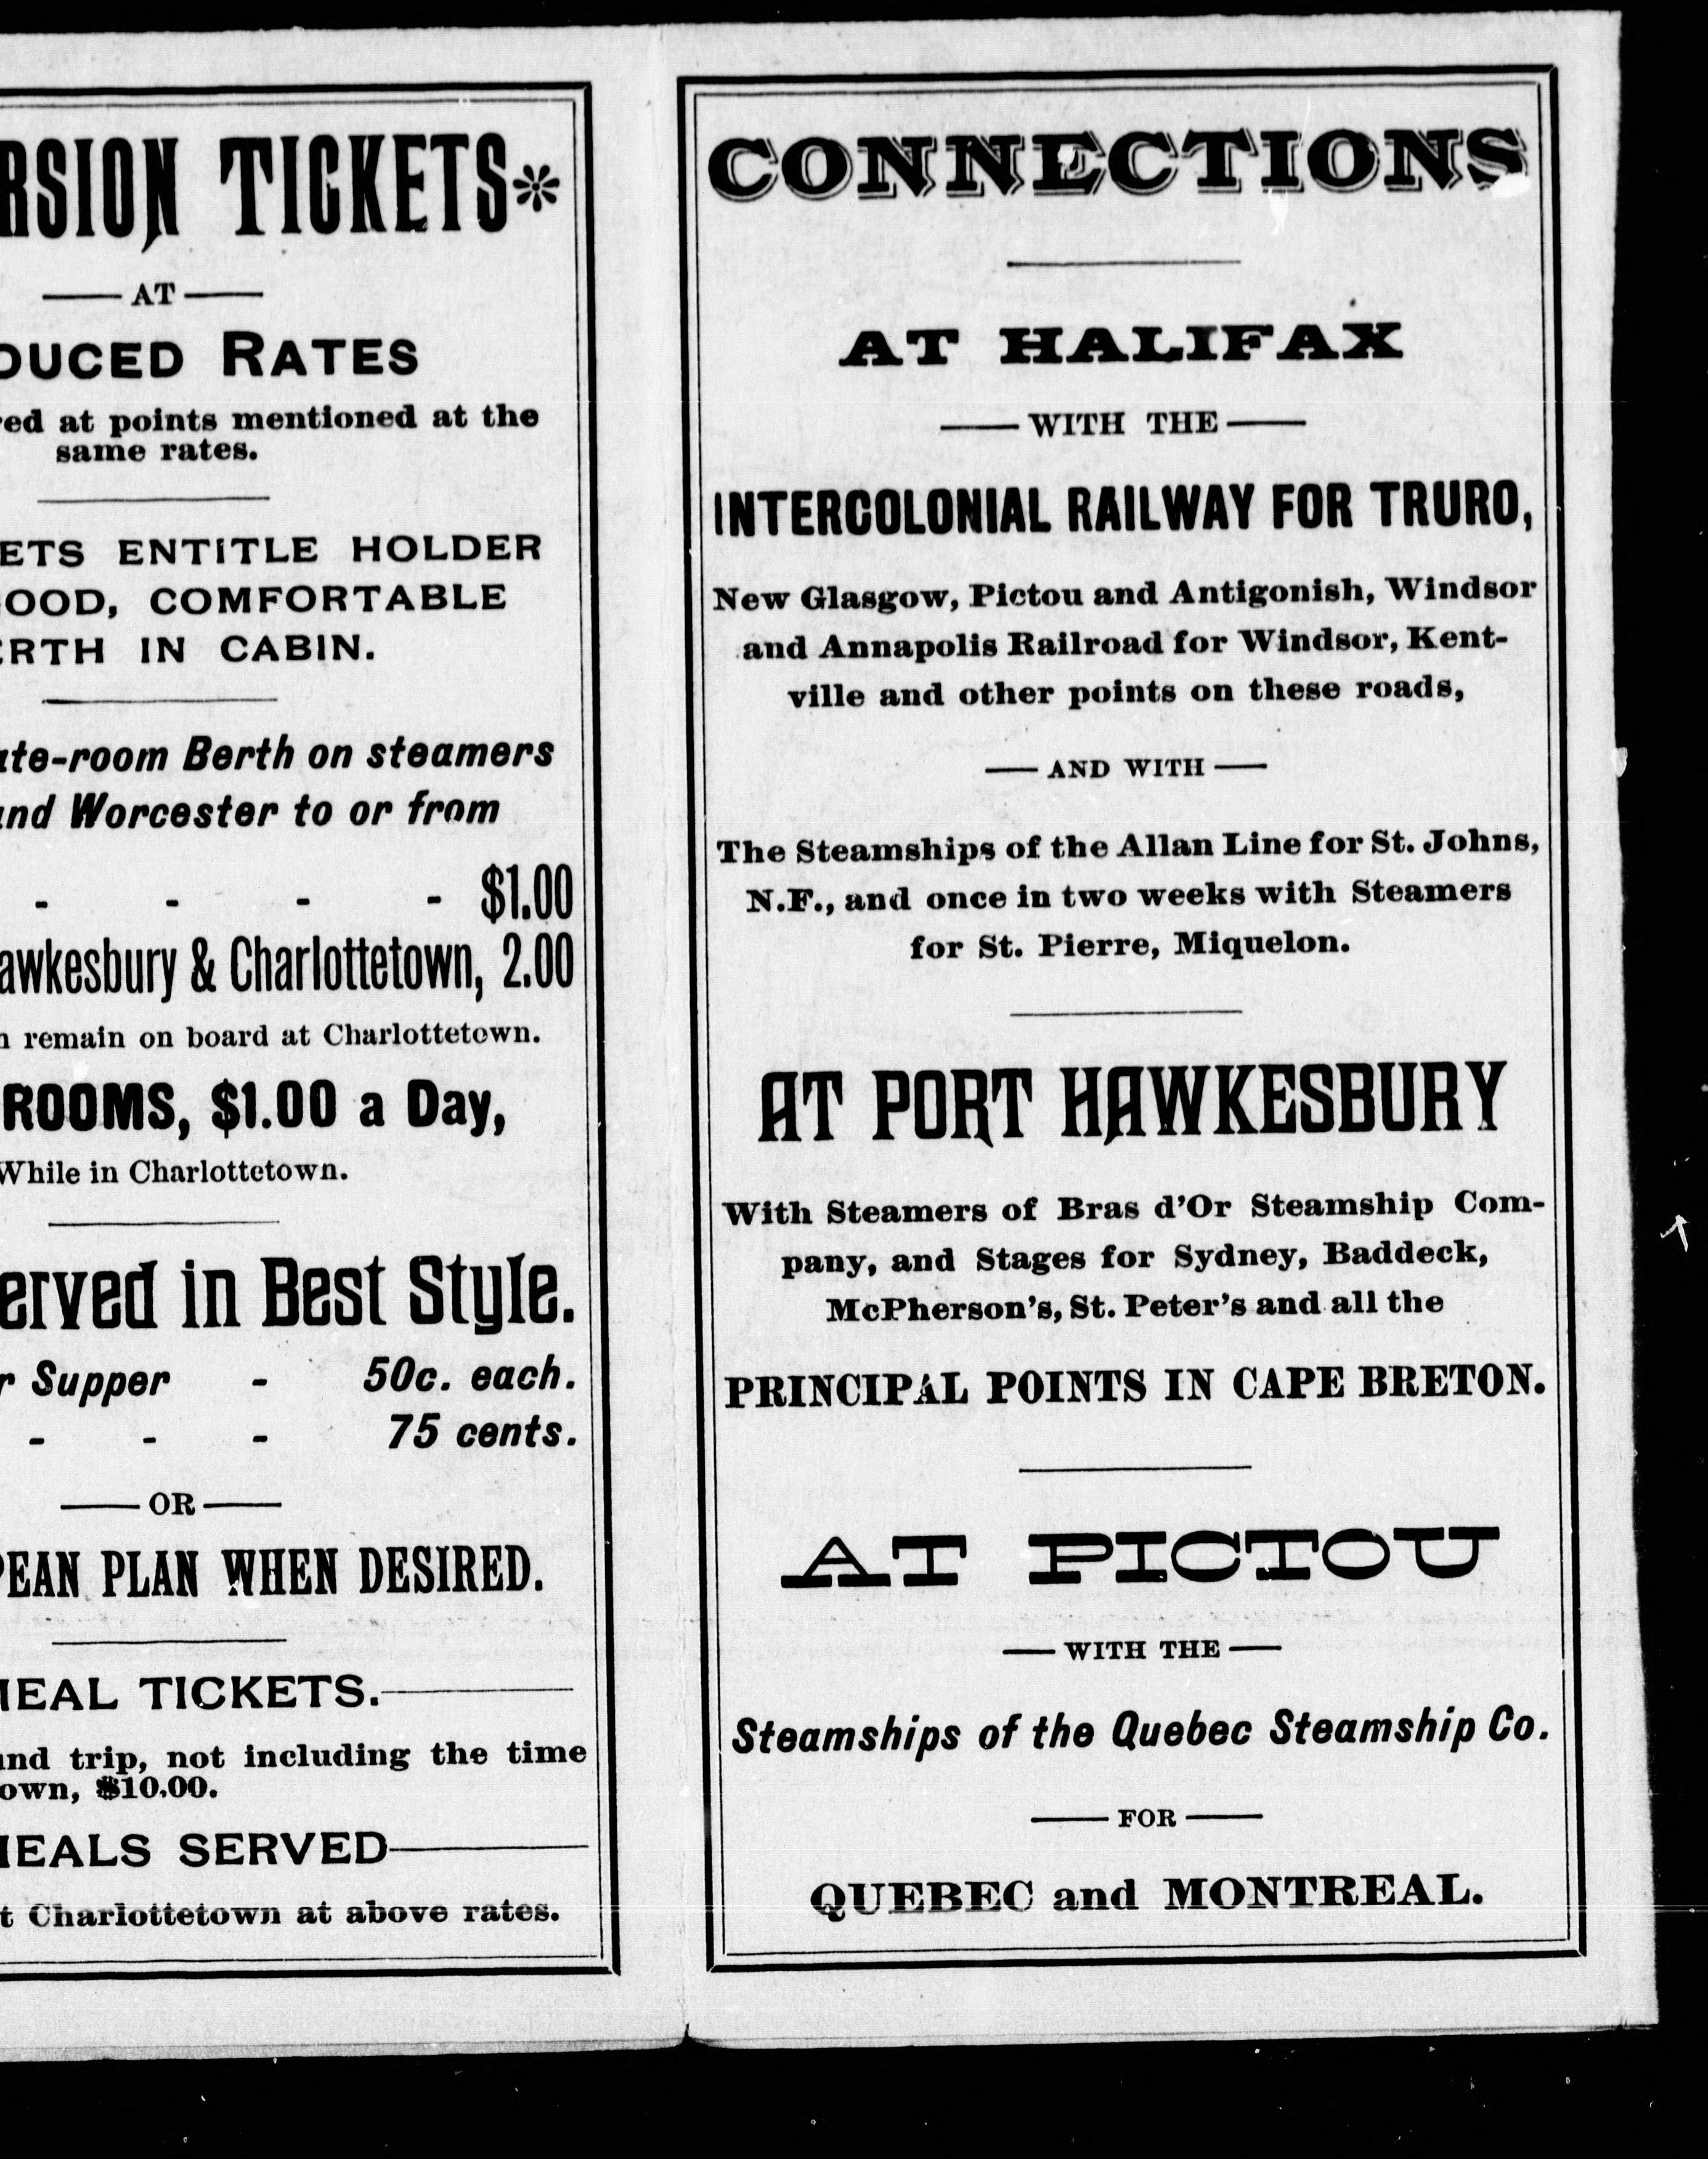 RSION TICKETS*
AT
DUCED RATES
ed at points mentioned at the
same rates.
ETS ENTITLE HOLDER
OOD, COMFORTABLE
ERTH IN CABIN.
ate-room Berth on steamers
and Worcester to or from
- - - - $1.00
awkesbury & Charlottetown, 2.00
n remain on board at Charlottetown.
ROOMS, $1.00 a Day,
While in Charlottetown.
erved in Best Style.
r Supper - 50c. each.
- - - 75 cents.
OR
PEAN PLAN WHEN DESIRED.
MEAL TICKETS.
und trip, not including the time
own, $10.00.
MEALS SERVED
t Charlottetown at above rates.
CONNECTIONS
AT HALIFAX
WITH THE
INTERCOLONIAL RAILWAY FOR TRURO,
New Glasgow, Pictou and Antigonish, Windsor
and Annapolis Railroad for Windsor, Kent-
ville and other points on these roads,
AND WITH
The Steamships of the Allan Line for St. Johns,
N.F., and once in two weeks with Steamers
for St. Pierre, Miquelon.
AT PORT HAWKESBURY
With Steamers of Bras d'Or Steamship Com-
pany, and Stages for Sydney, Baddeck,
McPherson's, St. Peter's and all the
PRINCIPAL POINTS IN CAPE BRETON.
AT PICTOU
WITH THE
Steamships of the Quebec Steamship Co.
FOR
QUEBEC and MONTREAL.